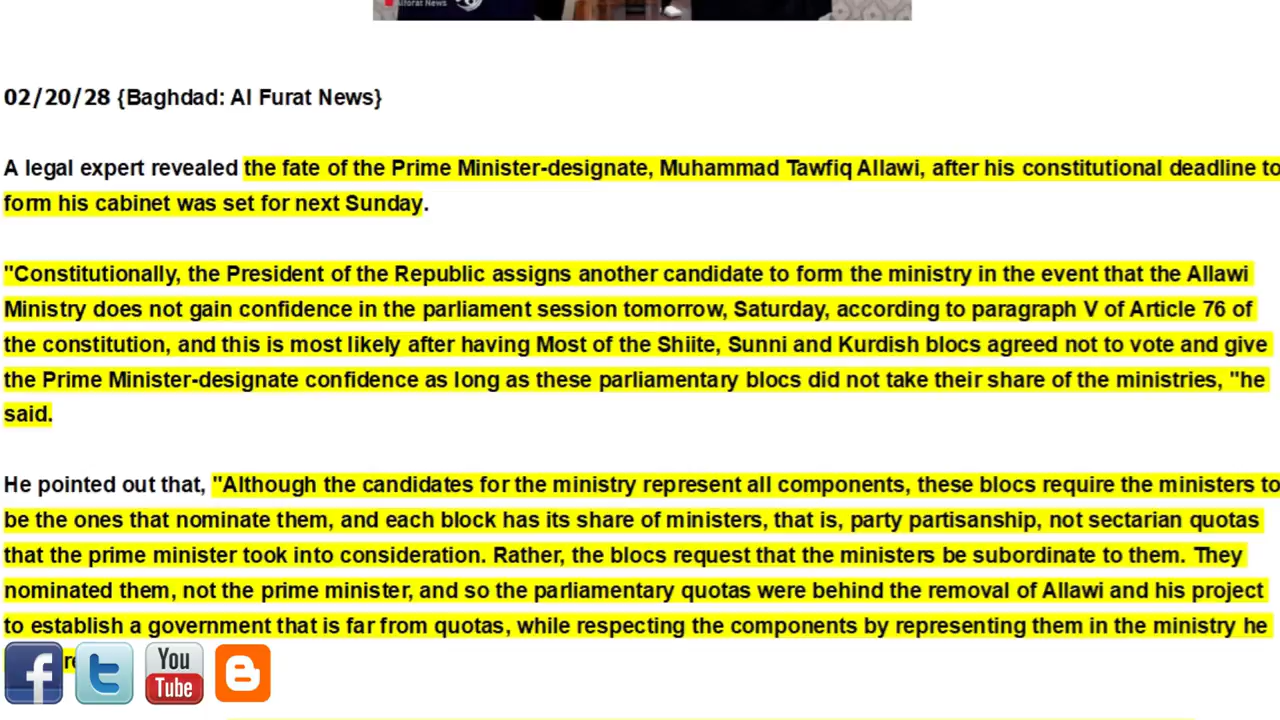 Alforat News
02/20/28 {Baghdad: Al Furat News}
A legal expert revealed the fate of the Prime Minister-designate, Muhammad Tawfiq Allawi, after his constitutional deadline to
form his cabinet was set for next Sunday.
"Constitutionally, the President of the Republic assigns another candidate to form the ministry in the event that the Allawi
Ministry does not gain confidence in the parliament session tomorrow, Saturday, according to paragraph V of Article 76 of
the constitution, and this is most likely after having Most of the Shiite, Sunni and Kurdish blocs agreed not to vote and give
the Prime Minister-designate confidence as long as these parliamentary blocs did not take their share of the ministries, "he
said.
He pointed out that, "Although the candidates for the ministry represent all components, these blocs require the ministers to
be the ones that nominate them, and each block has its share of ministers, that is, party partisanship, not sectarian quotas
that the prime minister took into consideration. Rather, the blocs request that the ministers be subordinate to them. They
nominated them, not the prime minister, and so the parliamentary quotas were behind the removal of Allawi and his project
to establish a government that is far from quotas, while respecting the components by representing them in the ministry he
You
Tube